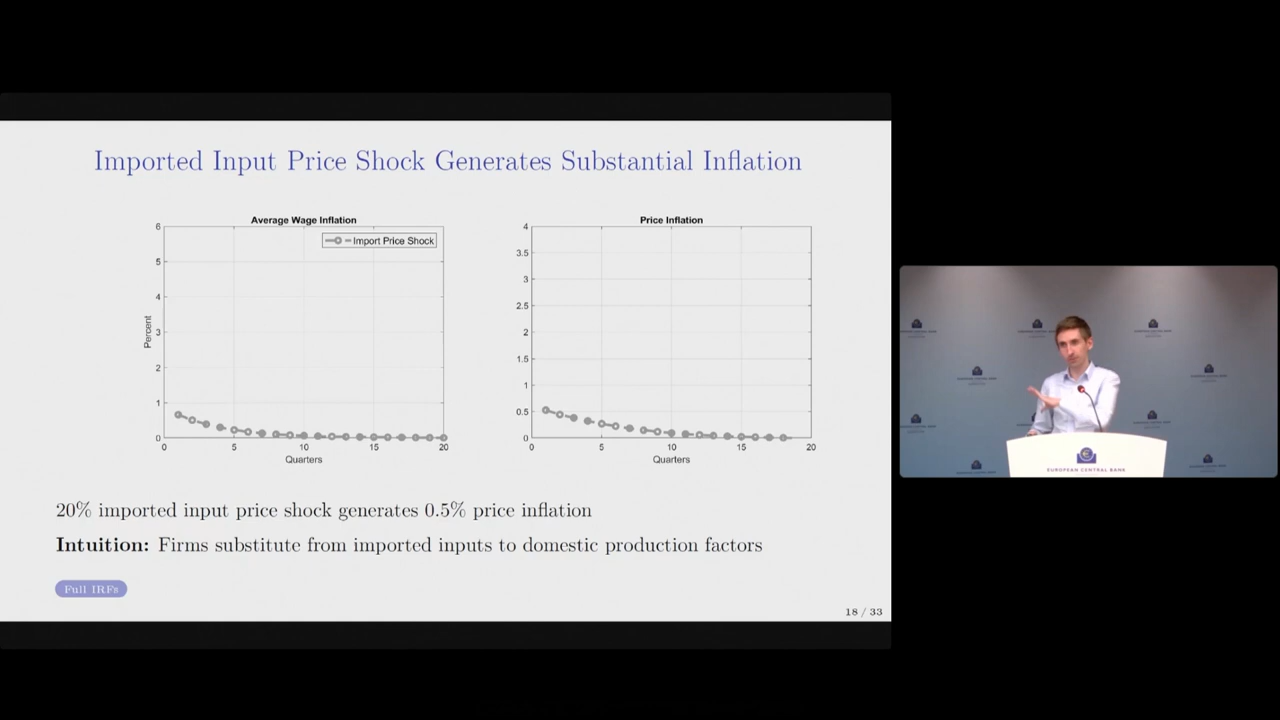 Imported Input Price Shock Generates Substantial Inflation
Average Wage Inflation
Price Inflation
Import Price Shock
Percent
6
5
4
3
2
1
0
0 5 10 15 20
Quarters
4
3.5
3
2.5
2
1.5
1
0.5
0
0 5 10 15 20
Quarters
20% imported input price shock generates 0.5% price inflation
Intuition: Firms substitute from imported inputs to domestic production factors
Full IRFs
18 / 33
EUROPEAN CENTRAL BANK